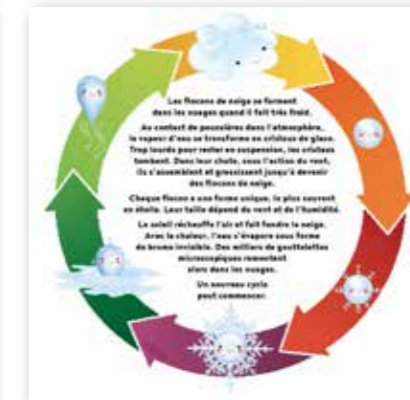 Les flocons de neige se forment
dans les nuages quand il fait très froid.
Au contact de poussières dans l'atmosphère,
la vapeur d'eau se transforme en cristaux de glace.
Trop lourds pour rester en suspension, les cristaux
tombent. Dans leur chute, sous l'action du vent,
ils s'assemblent et grossissent jusqu'à devenir
des flocons de neige.
Chaque flocon a une forme unique, le plus souvent
en étoile. Leur taille dépend du vent et de l'humidité.
Le soleil réchauffe l'air et fait fondre la neige.
Avec la chaleur, l'eau s'évapore sous forme
de brume invisible. Des milliers de gouttelettes
microscopiques remontent
alors dans les nuages.
Un nouveau cycle
peut commencer.